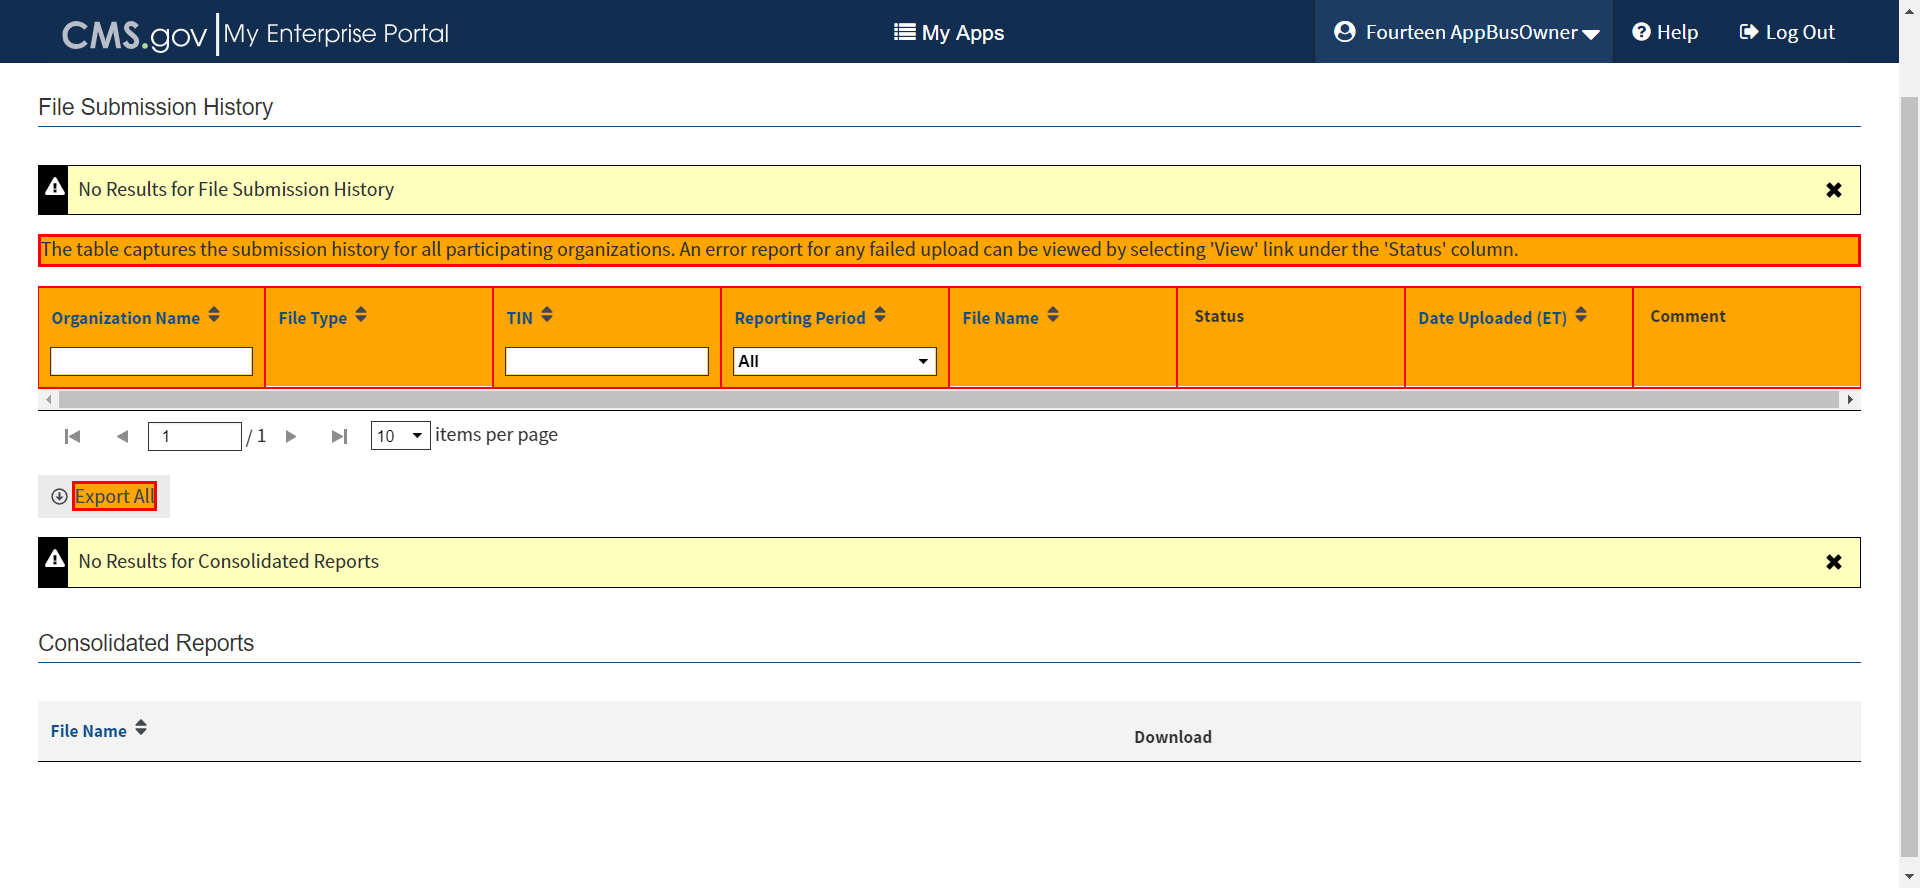 CMS.gov My Enterprise Portal
My Apps
Fourteen AppBusOwner
Help
Log Out
File Submission History
No Results for File Submission History
The table captures the submission history for all participating organizations. An error report for any failed upload can be viewed by selecting 'View' link under the 'Status' column.
Organization Name
File Type
TIN
Reporting Period
File Name
Status
Date Uploaded (ET)
Comment
All
1 / 1
10 items per page
Export All
No Results for Consolidated Reports
Consolidated Reports
File Name
Download